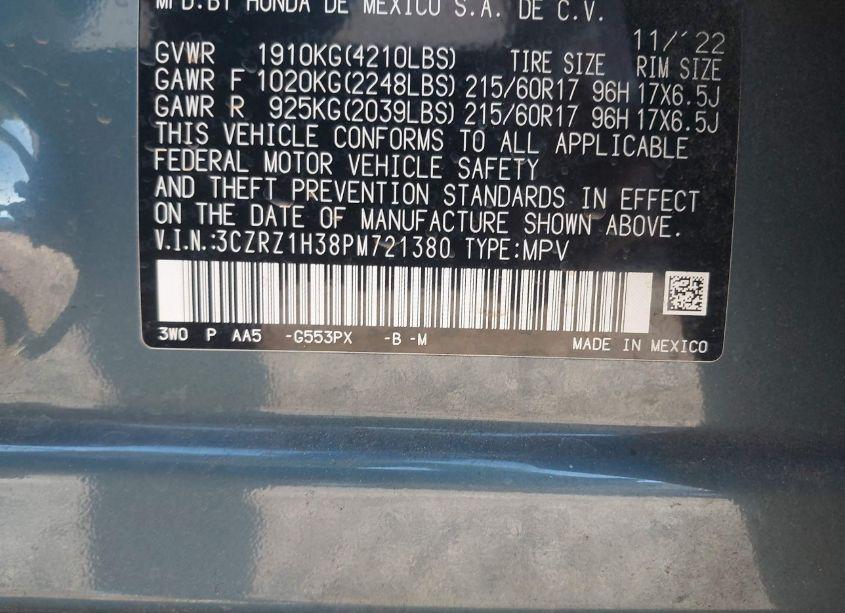 MFD.BY HONDA DE MEXICO S.A. DE C.V.
11/'22
GVWR 1910KG(4210LBS) TIRE SIZE RIM SIZE
GAWR F 1020KG(2248LBS) 215/60R17 96H 17X6.5J
GAWR R 925KG(2039LBS) 215/60R17 96H 17X6.5J
THIS VEHICLE CONFORMS TO ALL APPLICABLE
FEDERAL MOTOR VEHICLE SAFETY
AND THEFT PREVENTION STANDARDS IN EFFECT
ON THE DATE OF MANUFACTURE SHOWN ABOVE.
V.I.N.:3CZRZ1H38PM721380 TYPE:MPV
3W0 P AA5 -G553PX -B -M MADE IN MEXICO